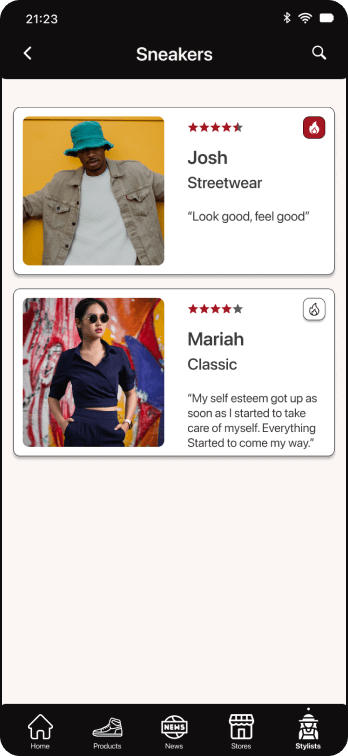 21:23
Sneakers
Josh
Streetwear
“Look good, feel good”
Mariah
Classic
“My self esteem got up as
soon as I started to take
care of myself. Everything
Started to come my way.”
NEWS
Home
Products
News
Stores
Stylists